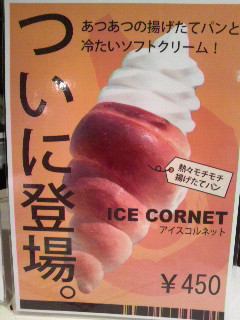 ついに登場。
あつあつの揚げたてパンと
冷たいソフトクリーム！
熱々モチモチ
揚げたてパン
ICE CORNET
アイスコルネット
￥450